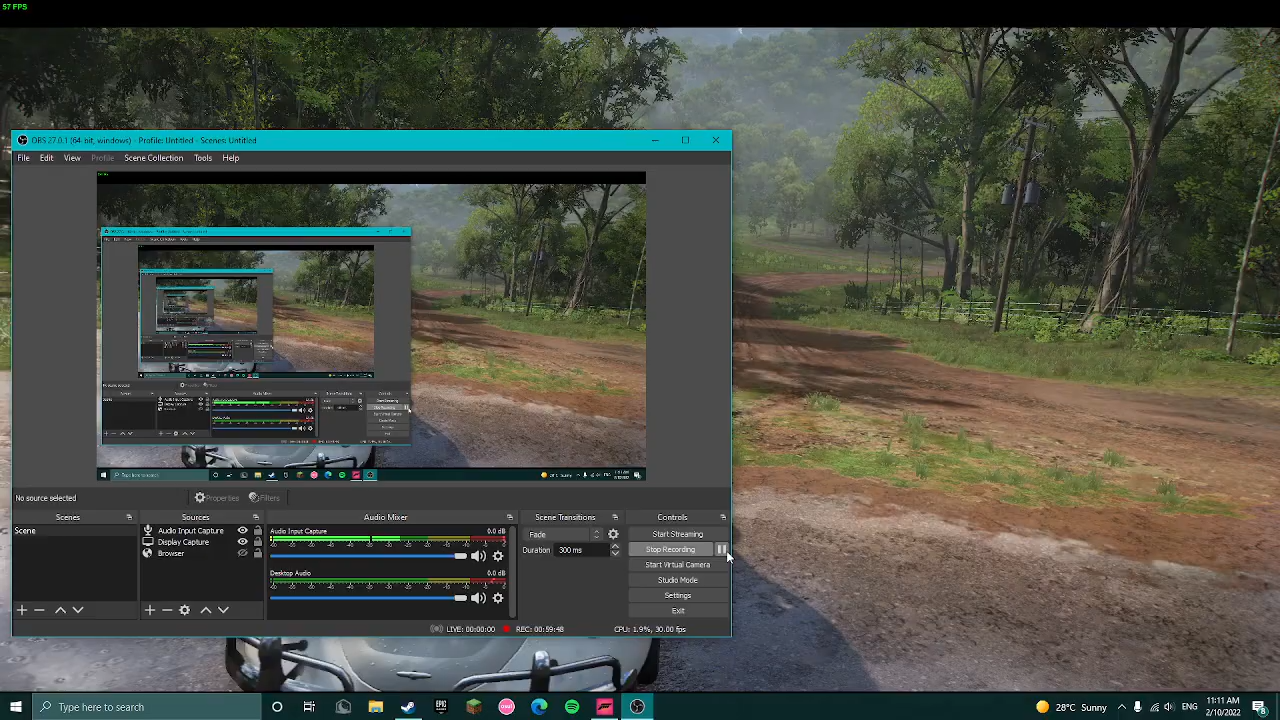 57 FPS
OBS 27.0.1 (64-bit, windows) - Profile: Untitled - Scenes: Untitled
File Edit View Profile Scene Collection Tools Help
No source selected Properties Filters
Scenes Sources Audio Mixer Scene Transitions Controls
Scene
Audio Input Capture
Display Capture
Browser
Audio Input Capture 0.0 dB
Desktop Audio 0.0 dB
Fade
Duration 300 ms
Start Streaming
Stop Recording
Start Virtual Camera
Studio Mode
Settings
Exit
LIVE: 00:00:00 REC: 00:59:48 CPU: 1.9%, 30.00 fps
Type here to search
EPIC
osu!
28°C Sunny
ENG
11:11 AM
2/10/2022
8